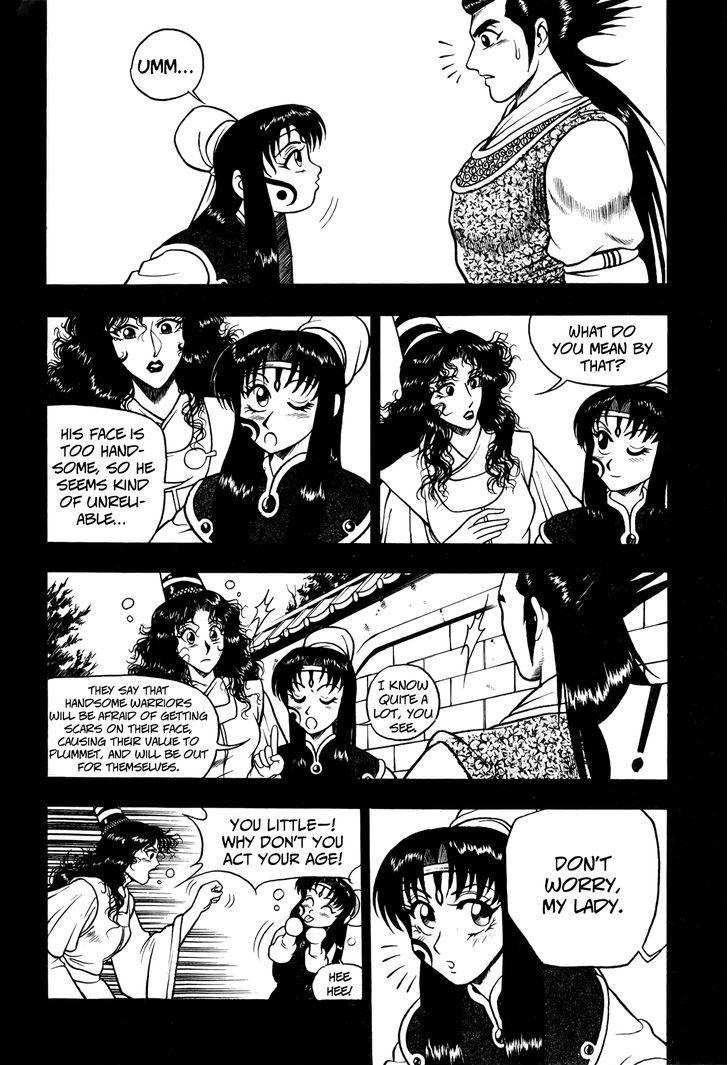 UMM...
HIS FACE IS
TOO HAND-
SOME, SO HE
SEEMS KIND
OF UNRELI-
ABLE...
WHAT DO
YOU MEAN BY
THAT?
THEY SAY THAT
HANDSOME WARRIORS
WILL BE AFRAID OF GETTING
SCARS ON THEIR FACE,
CAUSING THEIR VALUE TO
PLUMMET, AND WILL BE OUT
FOR THEMSELVES.
I KNOW
QUITE A
LOT, YOU
SEE.
!
YOU LITTLE—!
WHY DON'T YOU
ACT YOUR AGE!
HEE
HEE!
DON'T
WORRY,
MY LADY.